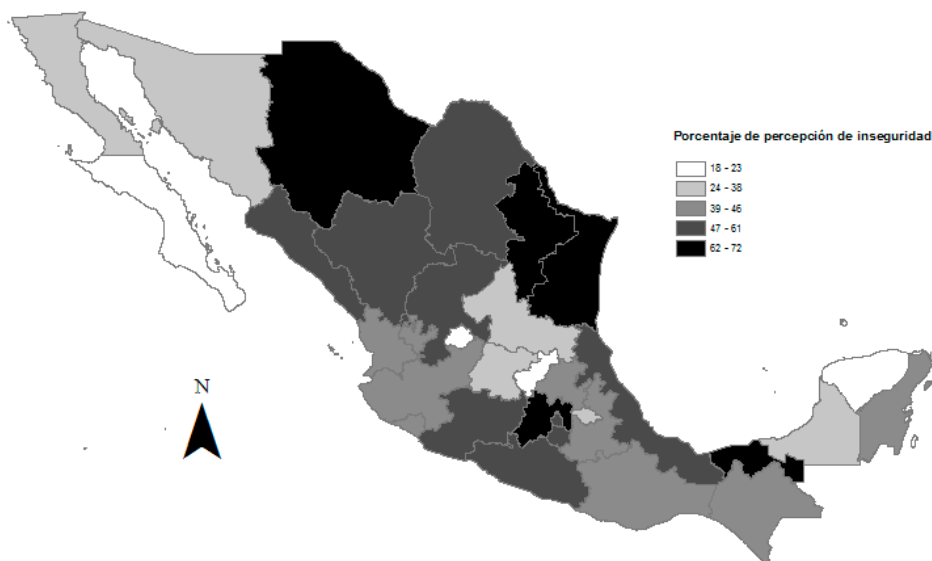 Porcentaje de percepción de inseguridad
18 - 23
24 - 38
39 - 46
47 - 61
62 - 72
N